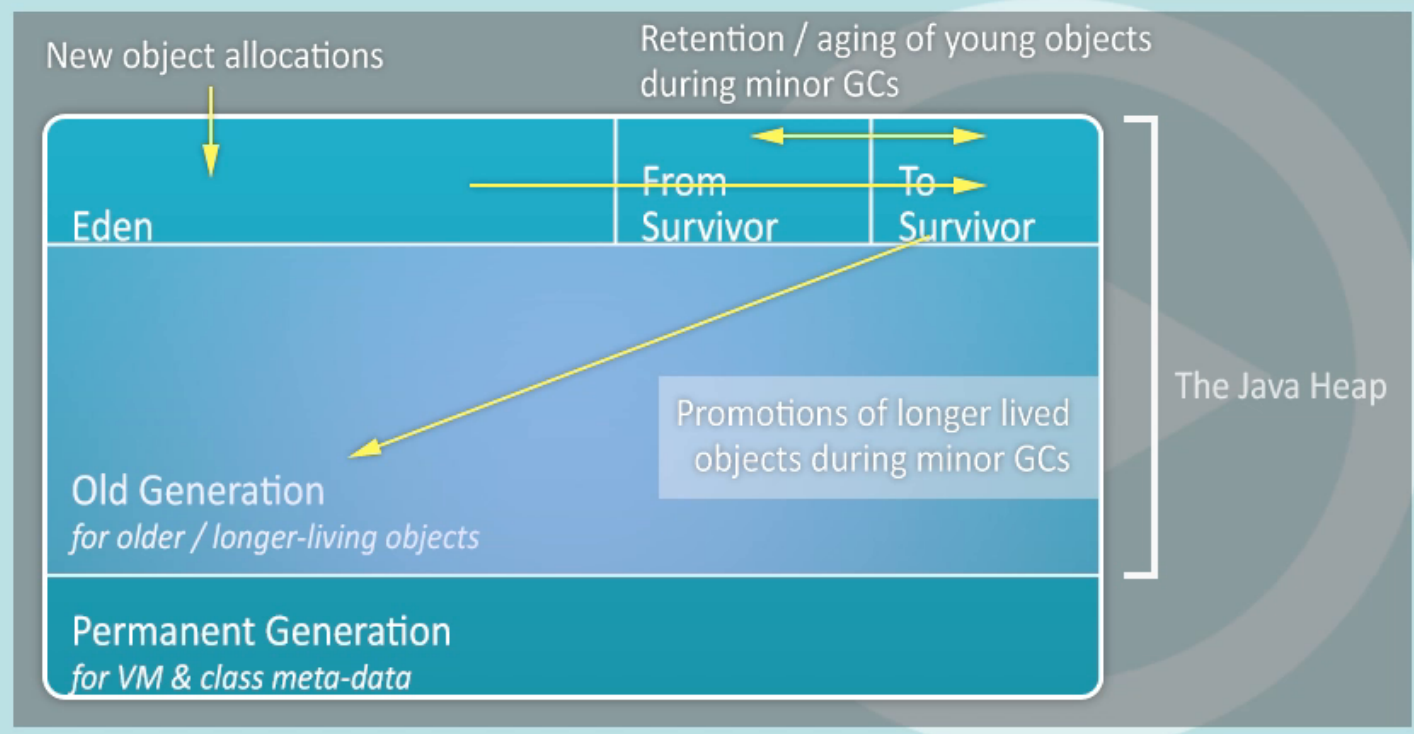 New object allocations
Retention / aging of young objects
during minor GCs
Eden
From
Survivor
To
Survivor
The Java Heap
Promotions of longer lived
objects during minor GCs
Old Generation
for older / longer-living objects
Permanent Generation
for VM & class meta-data